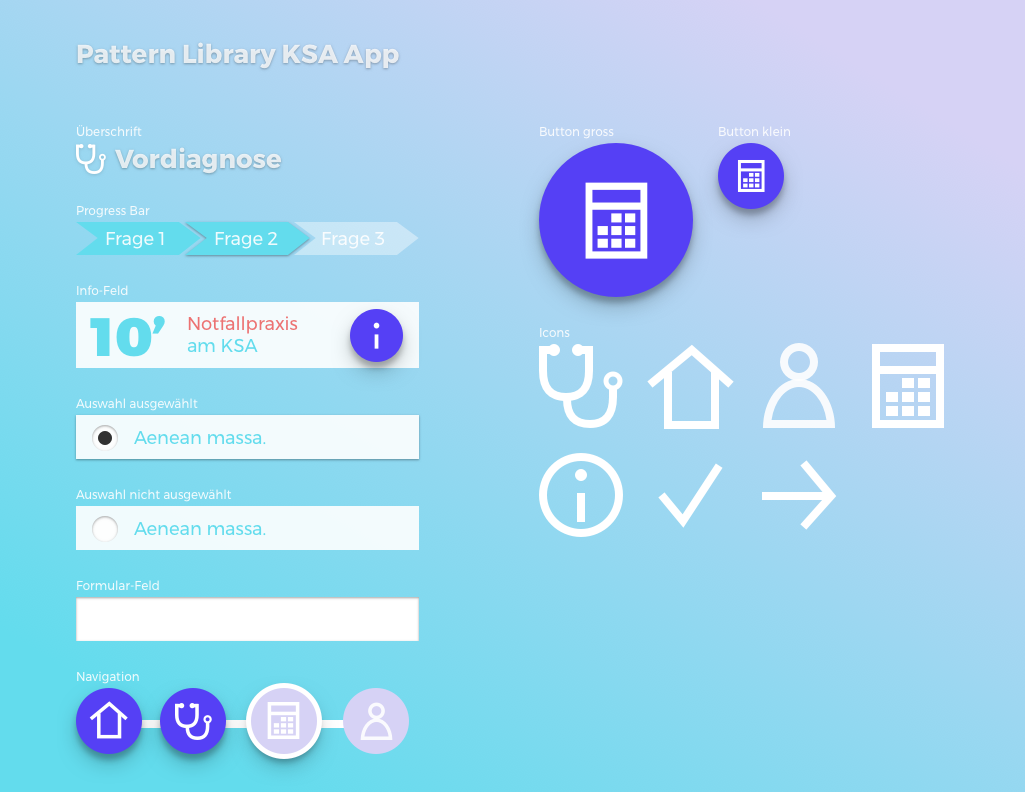 Pattern Library KSA App
Überschrift
Vordiagnose
Progress Bar
Frage 1
Frage 2
Frage 3
Info-Feld
10’
Notfallpraxis
am KSA
Auswahl ausgewählt
Aenean massa.
Auswahl nicht ausgewählt
Aenean massa.
Formular-Feld
Navigation
Button gross
Button klein
Icons